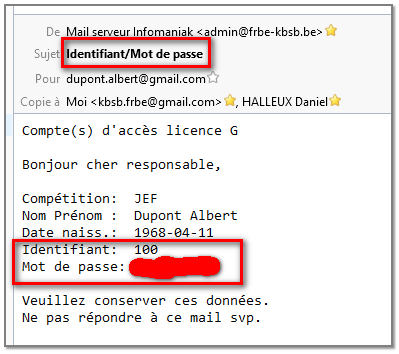 De Mail serveur Infomaniak <admin@frbe-kbsb.be>
Sujet Identifiant/Mot de passe
Pour dupont.albert@gmail.com
Copie à Moi <kbsb.frbe@gmail.com>, HALLEUX Daniel
Compte(s) d'accès licence G
Bonjour cher responsable,
Compétition: JEF
Nom Prénom : Dupont Albert
Date naiss.: 1968-04-11
Identifiant: 100
Mot de passe:
Veuillez conserver ces données.
Ne pas répondre à ce mail svp.